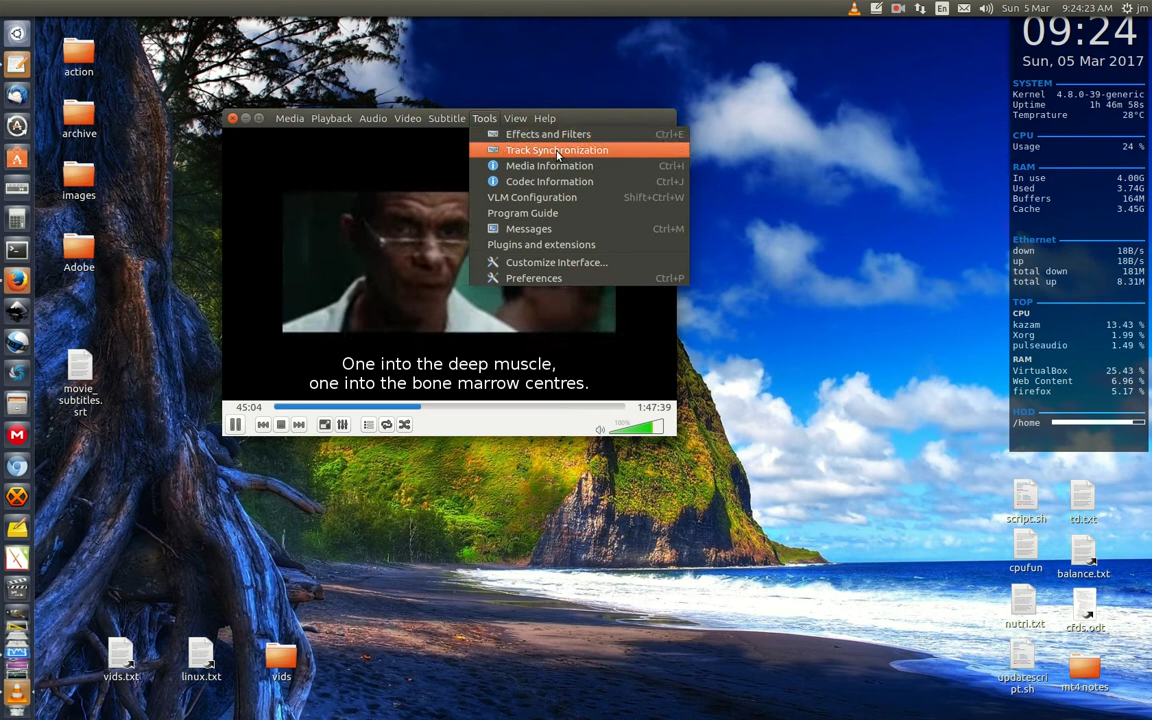 En
Sun 5 Mar
9:24:23 AM
jm
action
archive
images
Adobe
movie_
subtitles.
srt
vids.txt
linux.txt
vids
Media Playback Audio Video Subtitle Tools View Help
Effects and Filters Ctrl+E
Track Synchronization
Media Information Ctrl+I
Codec Information Ctrl+J
VLM Configuration Shift+Ctrl+W
Program Guide
Messages Ctrl+M
Plugins and extensions
Customize Interface...
Preferences Ctrl+P
One into the deep muscle,
one into the bone marrow centres.
45:04
1:47:39
100%
09:24
Sun, 05 Mar 2017
SYSTEM
Kernel 4.8.0-39-generic
Uptime 1h 46m 58s
Temprature 28°C
CPU
Usage 24 %
RAM
In use 4.00G
Used 3.74G
Buffers 164M
Cache 3.45G
Ethernet
down 18B/s
up 18B/s
total down 181M
total up 8.31M
TOP
CPU
kazam 13.43 %
Xorg 1.99 %
pulseaudio 1.49 %
RAM
VirtualBox 25.43 %
Web Content 6.96 %
firefox 5.17 %
HDD
/home
script.sh
td.txt
cpufun
balance.txt
nutri.txt
cfds.odt
updatescri
pt.sh
mt4notes